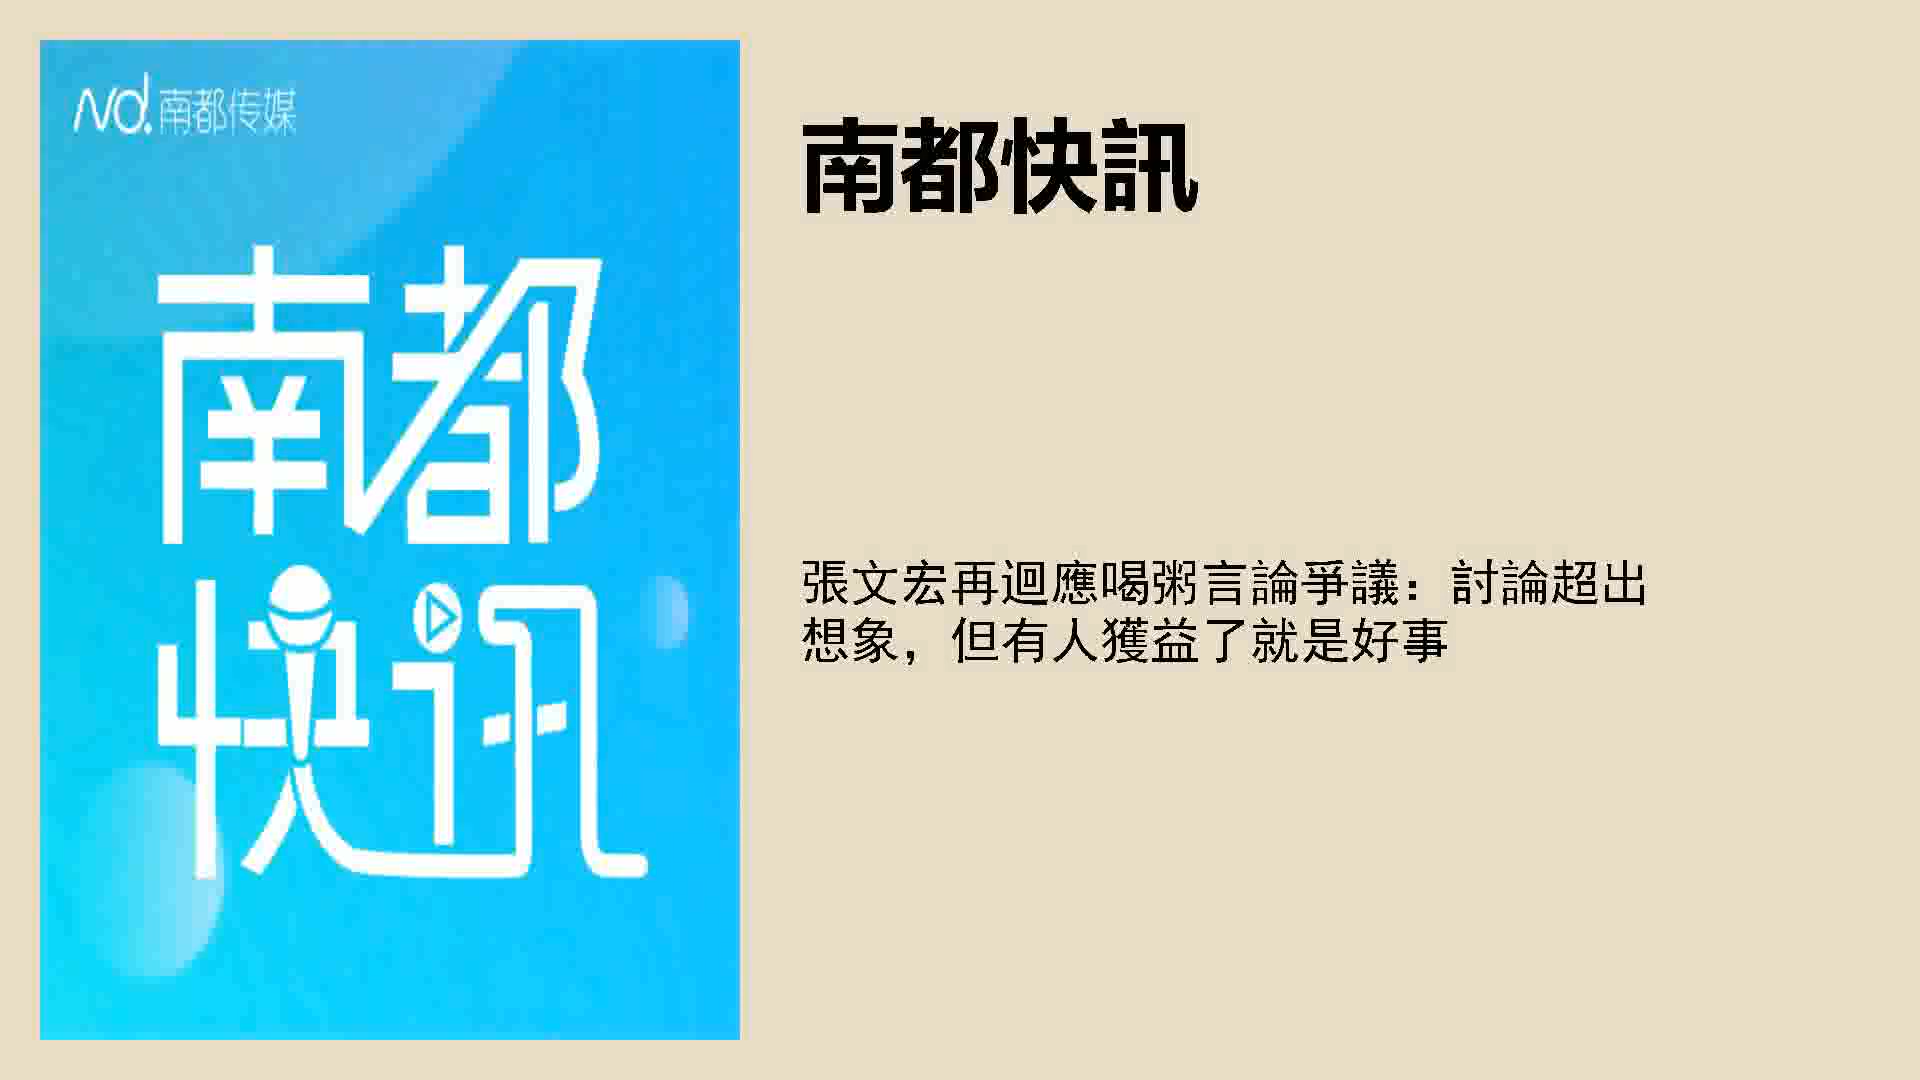 Nd.南都传媒
南都
快讯
南都快訊
張文宏再迴應喝粥言論爭議：討論超出
想象，但有人獲益了就是好事